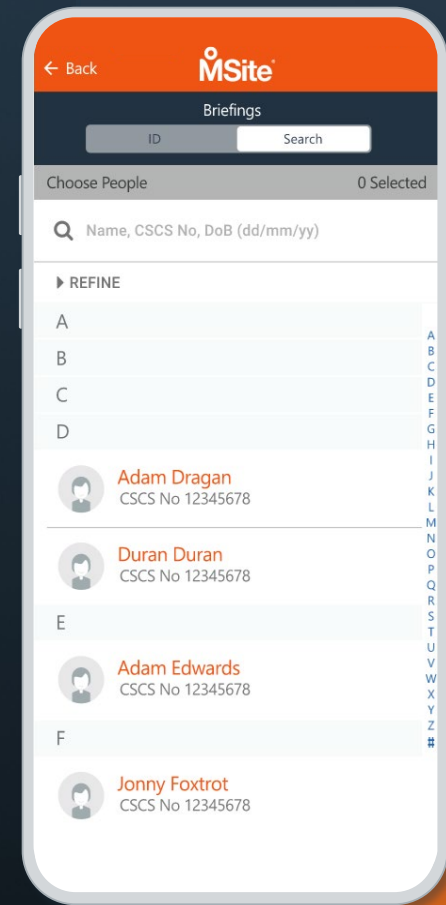 ← Back
MSite
Briefings
ID
Search
Choose People
0 Selected
Name, CSCS No, DoB (dd/mm/yy)
REFINE
A
B
C
D
Adam Dragan
CSCS No 12345678
Duran Duran
CSCS No 12345678
E
Adam Edwards
CSCS No 12345678
F
Jonny Foxtrot
CSCS No 12345678
A
B
C
D
E
F
G
H
I
J
K
L
M
N
O
P
Q
R
S
T
U
V
W
X
Y
Z
#